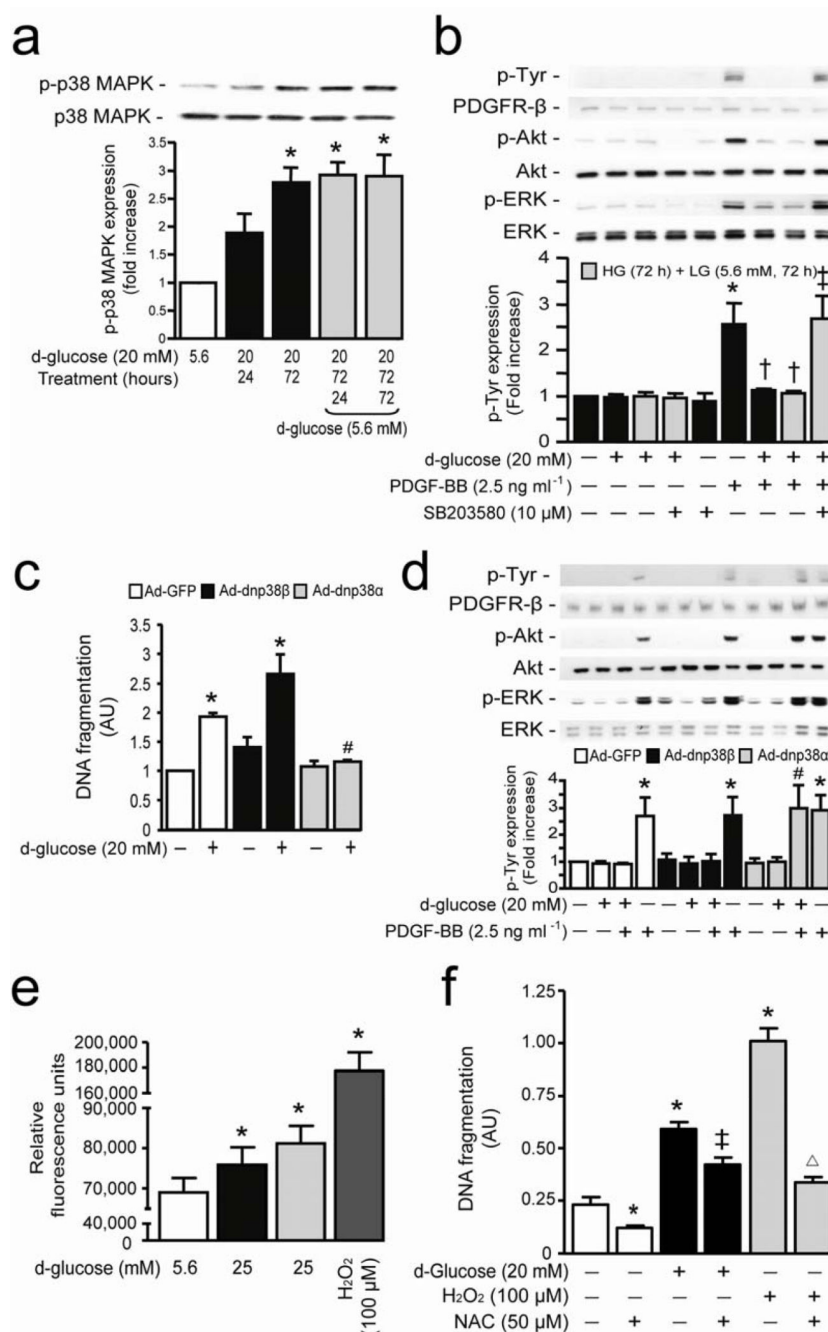 a
p-p38 MAPK -
p38 MAPK -
p-p38 MAPK expression
(fold increase)
3.5
3
2.5
2
1.5
1
0.5
0
* * *
d-glucose (20 mM) 5.6 20 20 20 20
Treatment (hours) 24 72 72 72
24 72
d-glucose (5.6 mM)
b
p-Tyr -
PDGFR-β -
p-Akt -
Akt -
p-ERK -
ERK -
HG (72 h) + LG (5.6 mM, 72 h)
p-Tyr expression
(Fold increase)
4
3
2
1
0
* † † ‡
d-glucose (20 mM) – + + + – – + + +
PDGF-BB (2.5 ng ml-1) – – – – – + + + +
SB203580 (10 µM) – – – + + – – – +
c
Ad-GFP Ad-dnp38β Ad-dnp38α
DNA fragmentation
(AU)
3.5
3
2.5
2
1.5
1
0.5
0
* * #
d-glucose (20 mM) – + – + – +
d
p-Tyr -
PDGFR-β -
p-Akt -
Akt -
p-ERK -
ERK -
Ad-GFP Ad-dnp38β Ad-dnp38α
p-Tyr expression
(Fold increase)
4
3
2
1
0
* * # *
d-glucose (20 mM) – + + – – + + – – + + –
PDGF-BB (2.5 ng ml -1) – – + + – – + + – – + +
e
Relative
fluorescence units
200,000
180,000
160,000
90,000
80,000
70,000
40,000
0
* * *
d-glucose (mM) 5.6 25 25 H2O2
(100 µM)
f
DNA fragmentation
(AU)
1.25
1.00
0.75
0.50
0.25
0
* * ‡ * △
d-Glucose (20 mM) – – + + – –
H2O2 (100 µM) – – – – + +
NAC (50 µM) – + – + – +